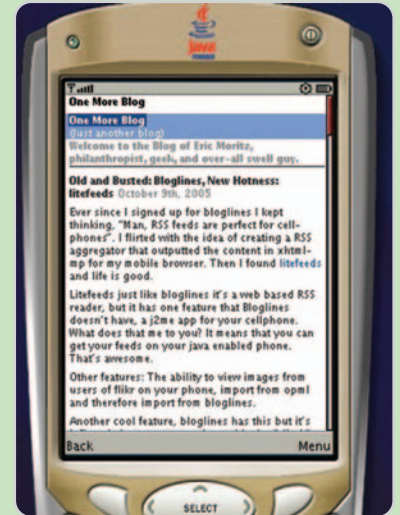 Java
POWERED
One More Blog
One More Blog
(Just another blog)
Welcome to the Blog of Eric Moritz,
philanthropist, geek, and over-all swell guy.
Old and Busted: Bloglines, New Hotness:
litefeeds October 9th, 2005
Ever since I signed up for bloglines I kept
thinking, "Man, RSS feeds are perfect for cell-
phones". I flirted with the idea of creating a RSS
aggregator that outputted the content in xhtml-
mp for my mobile browser. Then I found litefeeds
and life is good.
Litefeeds just like bloglines it's a web based RSS
reader, but it has one feature that Bloglines
doesn't have, a j2me app for your cellphone.
What does that me to you? It means that you can
get your feeds on your java enabled phone.
That's awesome.
Other features: The ability to view images from
users of flikr on your phone, import from opml
and therefore import from bloglines.
Another cool feature, bloglines has this but it's
Back
Menu
SELECT